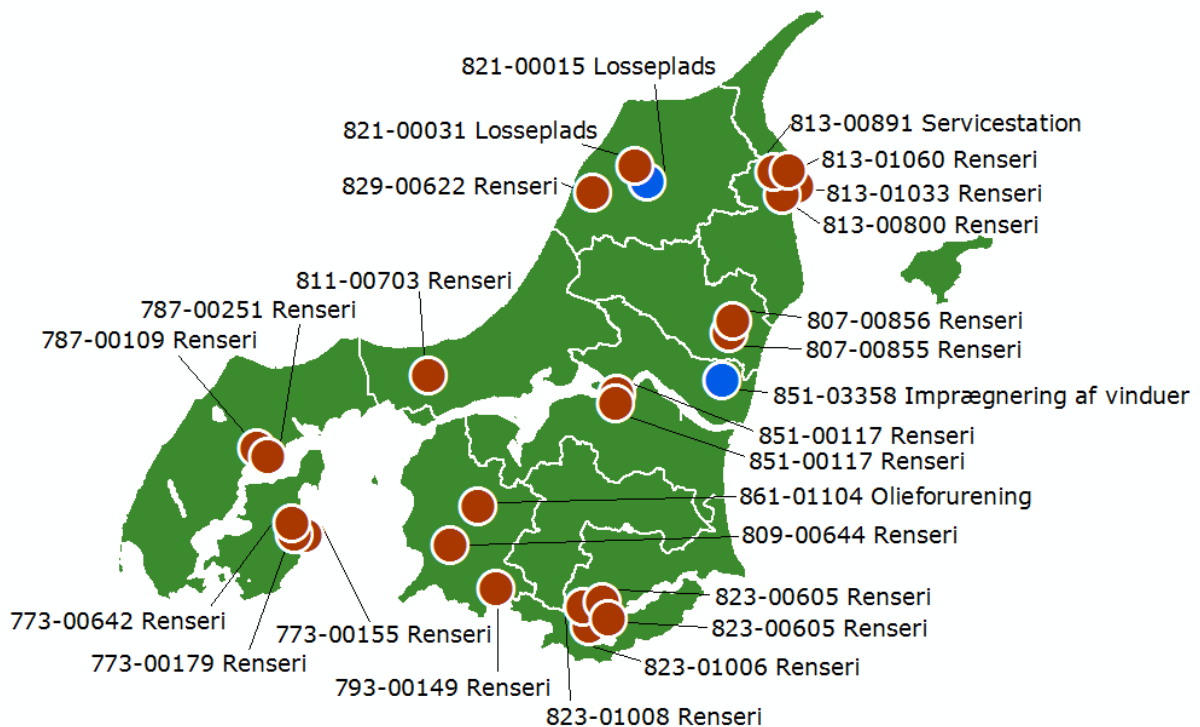 821-00015 Losseplads
821-00031 Losseplads
813-00891 Servicestation
813-01060 Renseri
829-00622 Renseri
813-01033 Renseri
813-00800 Renseri
811-00703 Renseri
787-00251 Renseri
787-00109 Renseri
807-00856 Renseri
807-00855 Renseri
851-03358 Imprægnering af vinduer
851-00117 Renseri
851-00117 Renseri
861-01104 Olieforurening
809-00644 Renseri
823-00605 Renseri
773-00642 Renseri
773-00155 Renseri
823-00605 Renseri
773-00179 Renseri
823-01006 Renseri
793-00149 Renseri
823-01008 Renseri